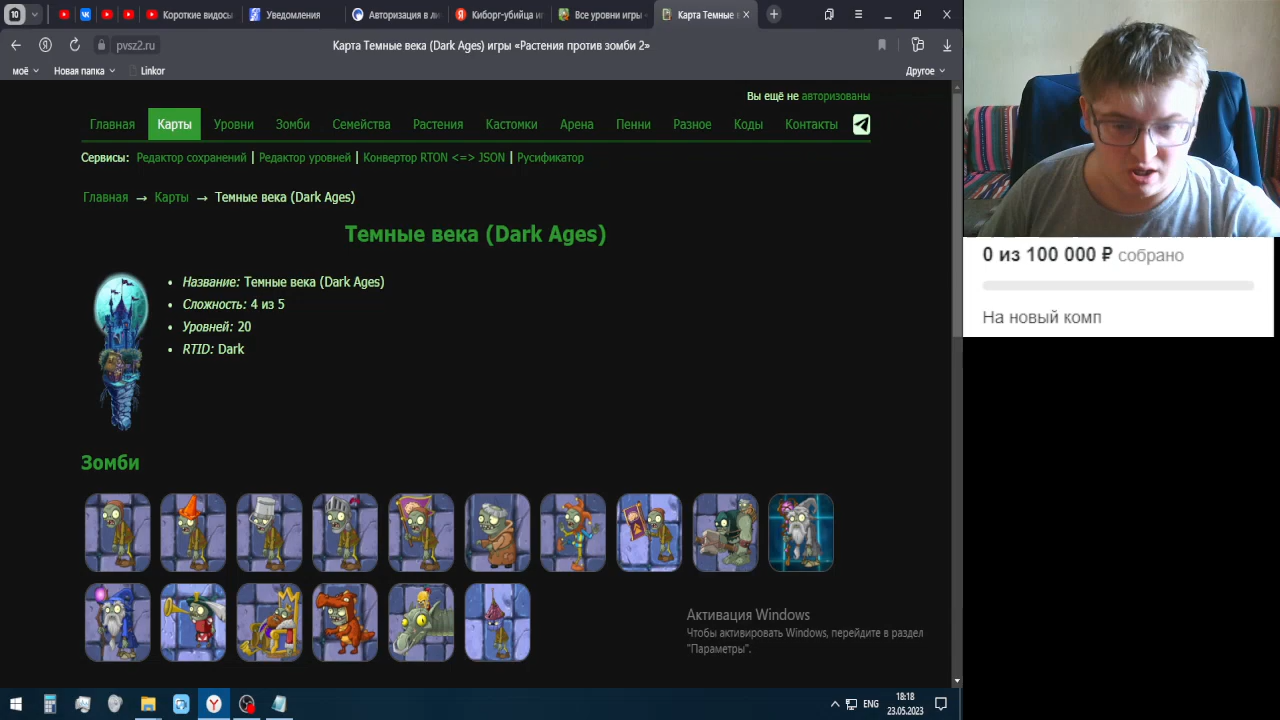 10
Короткие видосы
Уведомления
Авторизация в ли
Киборг-убийца иг
Все уровни игры -
Карта Темные в
pvsz2.ru
Карта Темные века (Dark Ages) игры «Растения против зомби 2»
моё
Новая папка
Linkor
Другое
Вы ещё не авторизованы
Главная Карты Уровни Зомби Семейства Растения Кастомки Арена Пенни Разное Коды Контакты
Сервисы: Редактор сохранений | Редактор уровней | Конвертор RTON <=> JSON | Русификатор
Главная → Карты → Темные века (Dark Ages)
Темные века (Dark Ages)
• Название: Темные века (Dark Ages)
• Сложность: 4 из 5
• Уровней: 20
• RTID: Dark
Зомби
0 из 100 000 ₽ собрано
На новый комп
Активация Windows
Чтобы активировать Windows, перейдите в раздел
"Параметры".
ENG
18:18
23.05.2023